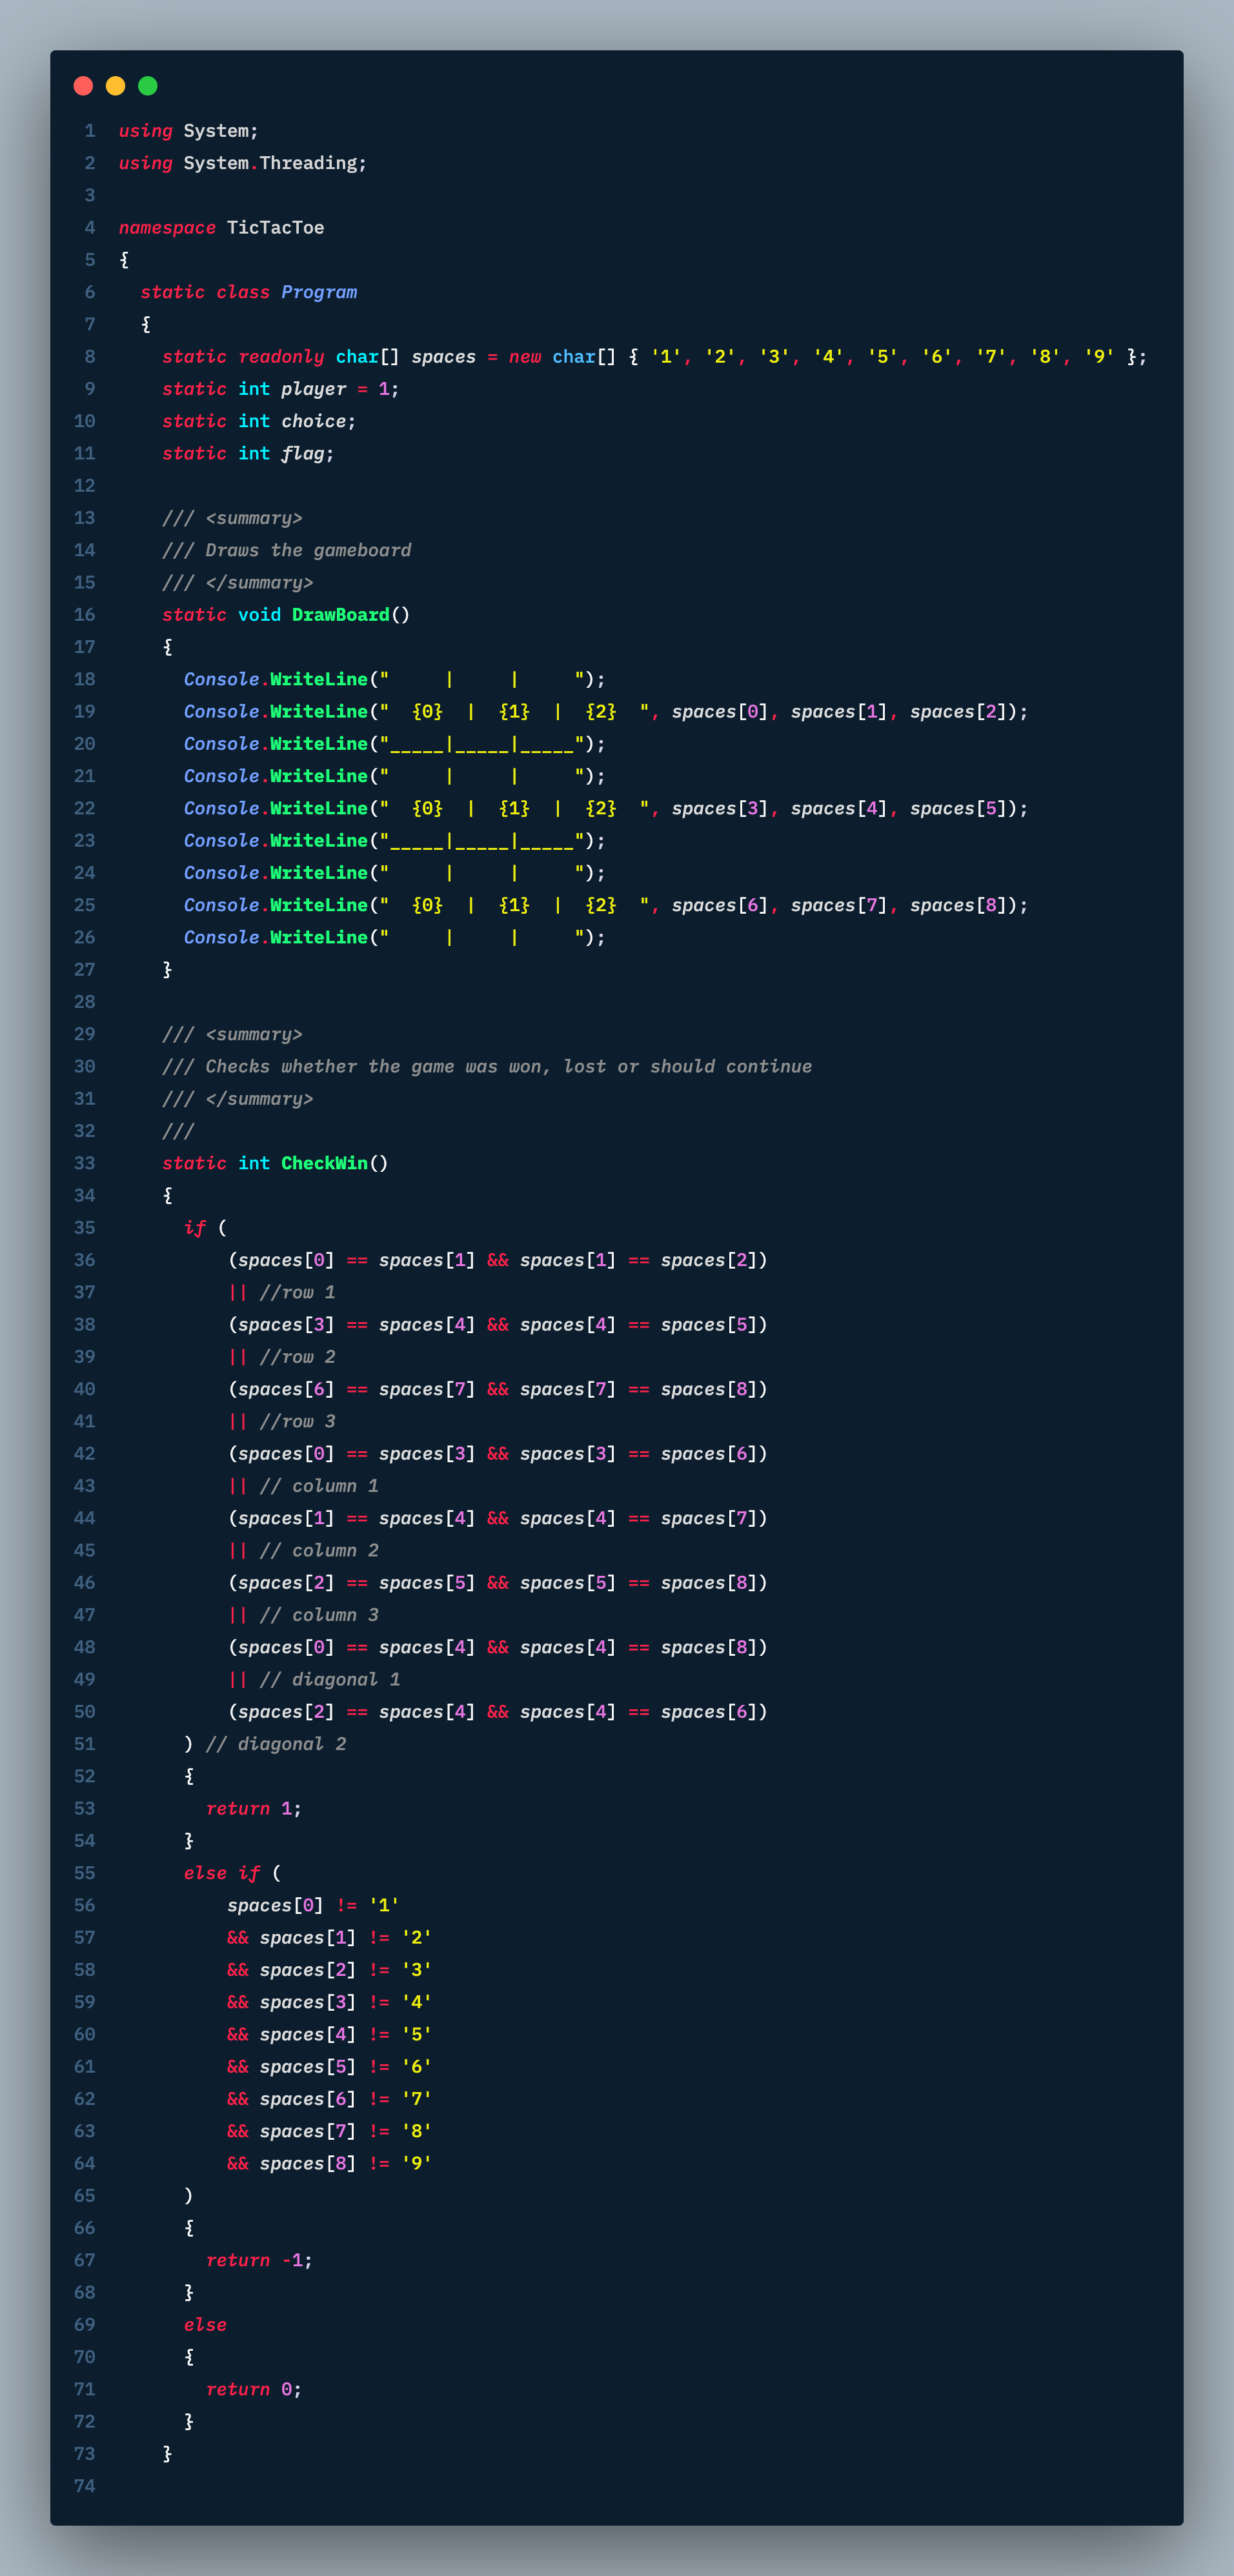 1 using System;
2 using System.Threading;
3
4 namespace TicTacToe
5 {
6   static class Program
7   {
8     static readonly char[] spaces = new char[] { '1', '2', '3', '4', '5', '6', '7', '8', '9' };
9     static int player = 1;
10     static int choice;
11     static int flag;
12
13     /// <summary>
14     /// Draws the gameboard
15     /// </summary>
16     static void DrawBoard()
17     {
18       Console.WriteLine("     |     |     ");
19       Console.WriteLine("  {0}  |  {1}  |  {2}  ", spaces[0], spaces[1], spaces[2]);
20       Console.WriteLine("_____|_____|_____");
21       Console.WriteLine("     |     |     ");
22       Console.WriteLine("  {0}  |  {1}  |  {2}  ", spaces[3], spaces[4], spaces[5]);
23       Console.WriteLine("_____|_____|_____");
24       Console.WriteLine("     |     |     ");
25       Console.WriteLine("  {0}  |  {1}  |  {2}  ", spaces[6], spaces[7], spaces[8]);
26       Console.WriteLine("     |     |     ");
27     }
28
29     /// <summary>
30     /// Checks whether the game was won, lost or should continue
31     /// </summary>
32     ///
33     static int CheckWin()
34     {
35       if (
36           (spaces[0] == spaces[1] && spaces[1] == spaces[2])
37           || //row 1
38           (spaces[3] == spaces[4] && spaces[4] == spaces[5])
39           || //row 2
40           (spaces[6] == spaces[7] && spaces[7] == spaces[8])
41           || //row 3
42           (spaces[0] == spaces[3] && spaces[3] == spaces[6])
43           || // column 1
44           (spaces[1] == spaces[4] && spaces[4] == spaces[7])
45           || // column 2
46           (spaces[2] == spaces[5] && spaces[5] == spaces[8])
47           || // column 3
48           (spaces[0] == spaces[4] && spaces[4] == spaces[8])
49           || // diagonal 1
50           (spaces[2] == spaces[4] && spaces[4] == spaces[6])
51       ) // diagonal 2
52       {
53         return 1;
54       }
55       else if (
56           spaces[0] != '1'
57           && spaces[1] != '2'
58           && spaces[2] != '3'
59           && spaces[3] != '4'
60           && spaces[4] != '5'
61           && spaces[5] != '6'
62           && spaces[6] != '7'
63           && spaces[7] != '8'
64           && spaces[8] != '9'
65       )
66       {
67         return -1;
68       }
69       else
70       {
71         return 0;
72       }
73     }
74